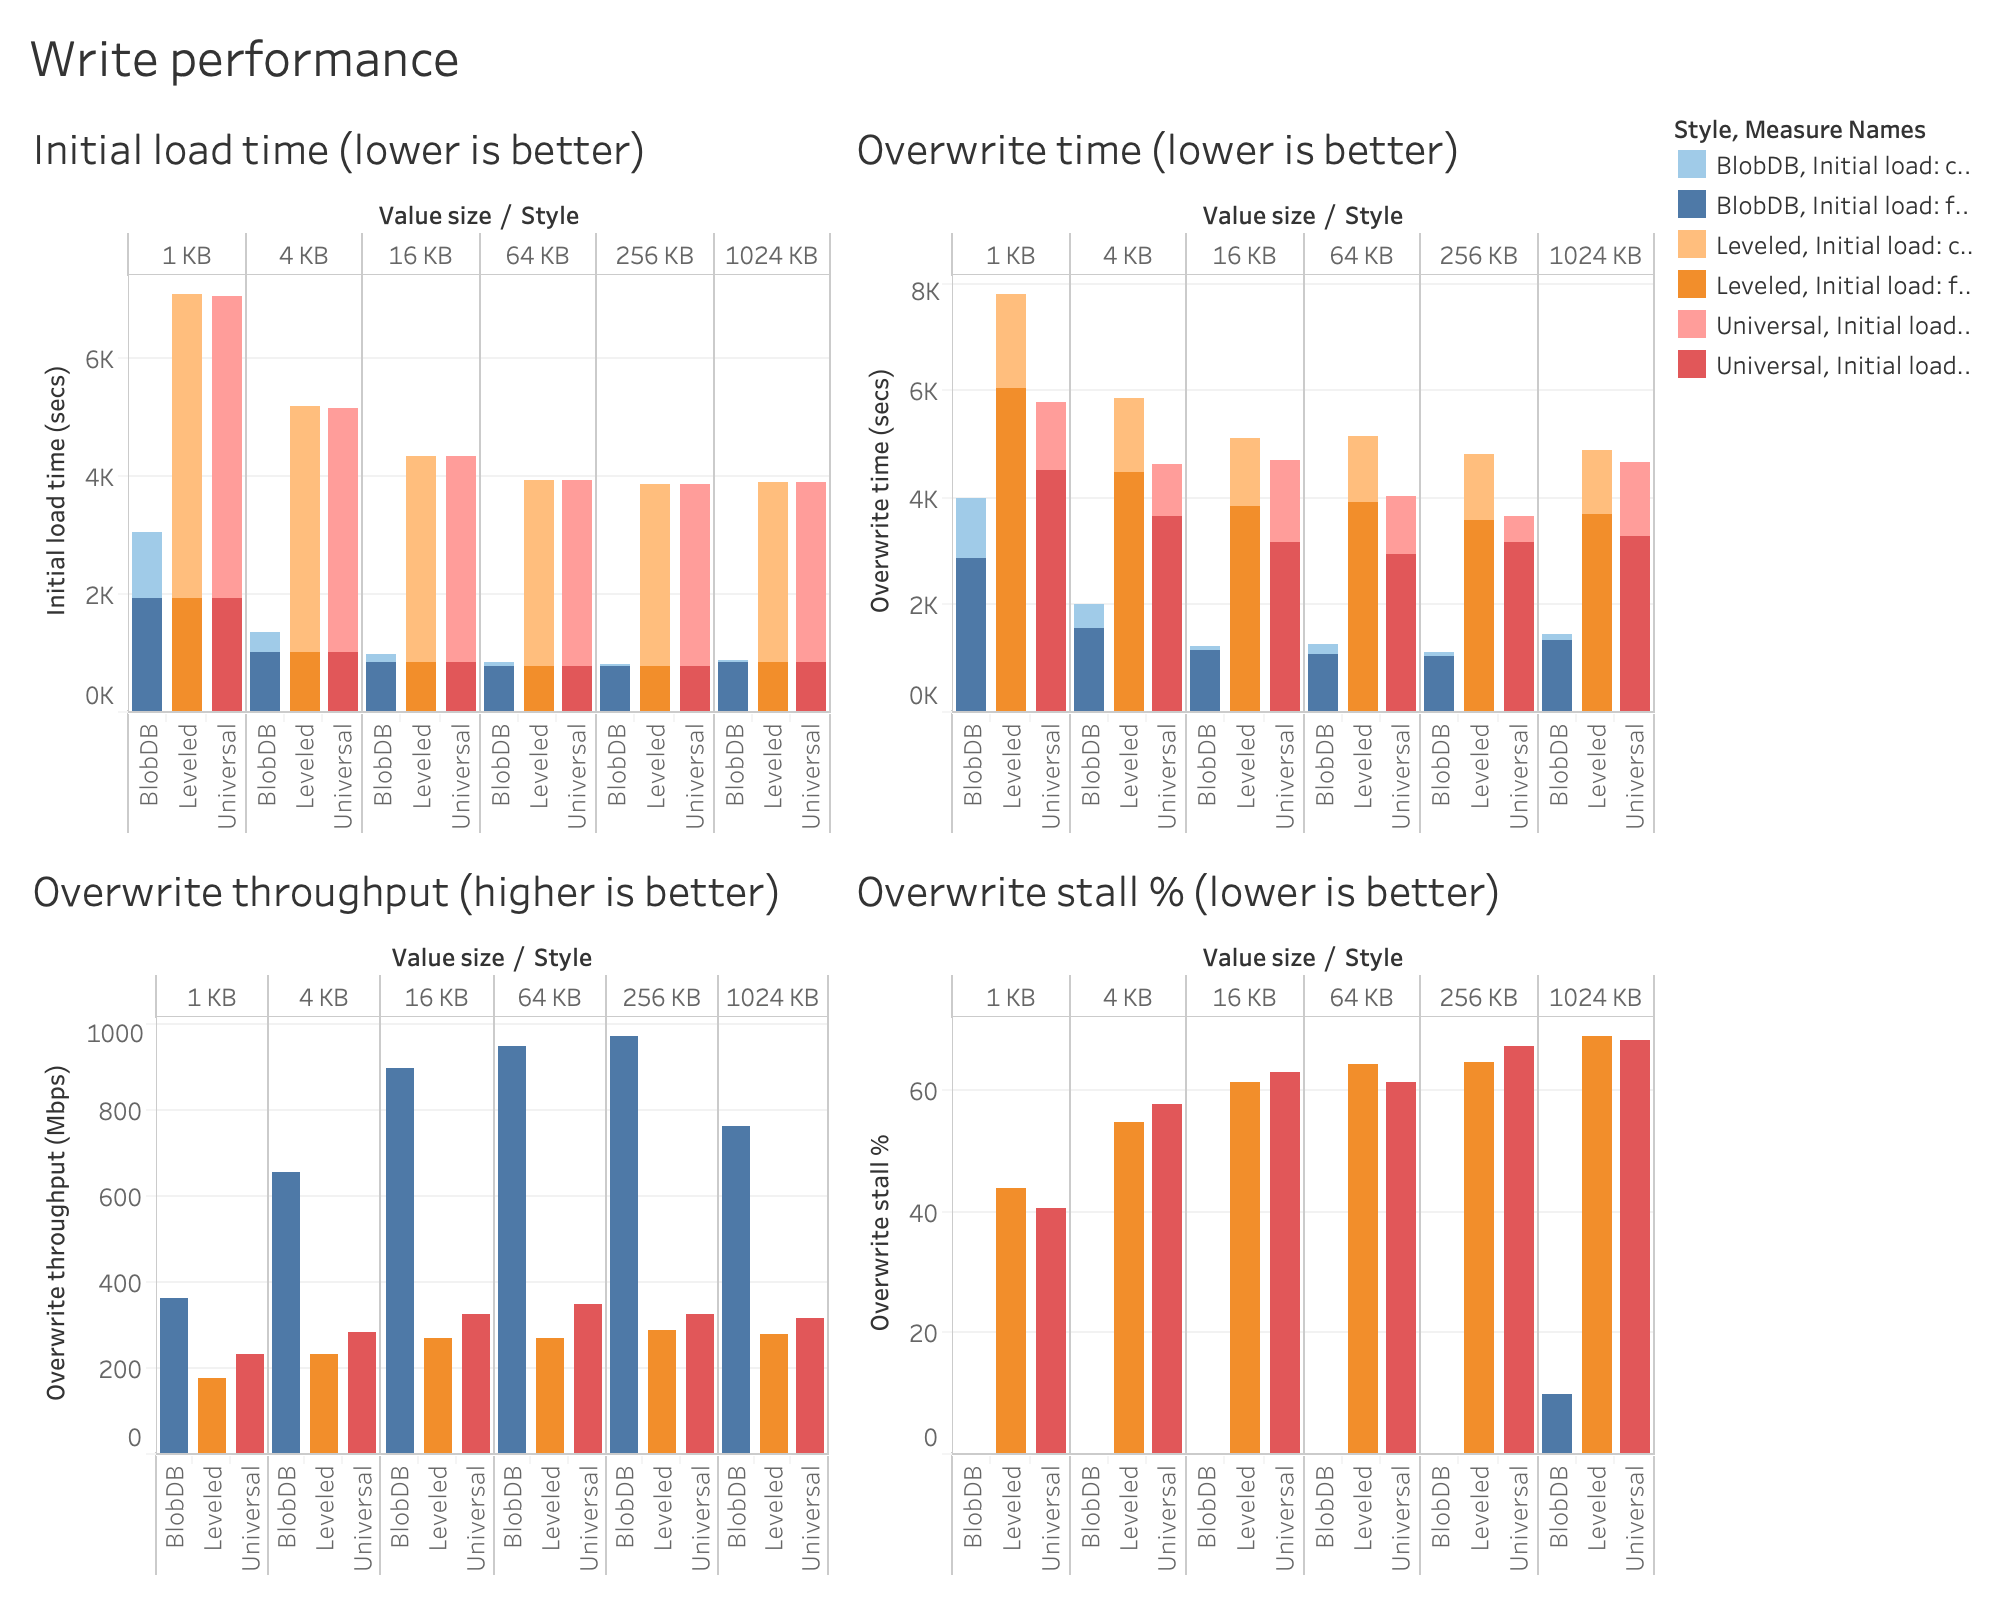 Write performance
Initial load time (lower is better)
Value size / Style
1 KB 4 KB 16 KB 64 KB 256 KB 1024 KB
Initial load time (secs)
6K
4K
2K
0K
BlobDB Leveled Universal BlobDB Leveled Universal BlobDB Leveled Universal BlobDB Leveled Universal BlobDB Leveled Universal BlobDB Leveled Universal
Overwrite time (lower is better)
Value size / Style
1 KB 4 KB 16 KB 64 KB 256 KB 1024 KB
Overwrite time (secs)
8K
6K
4K
2K
0K
BlobDB Leveled Universal BlobDB Leveled Universal BlobDB Leveled Universal BlobDB Leveled Universal BlobDB Leveled Universal BlobDB Leveled Universal
Style, Measure Names
BlobDB, Initial load: c..
BlobDB, Initial load: f..
Leveled, Initial load: c..
Leveled, Initial load: f..
Universal, Initial load..
Universal, Initial load..
Overwrite throughput (higher is better)
Value size / Style
1 KB 4 KB 16 KB 64 KB 256 KB 1024 KB
Overwrite throughput (Mbps)
1000
800
600
400
200
0
BlobDB Leveled Universal BlobDB Leveled Universal BlobDB Leveled Universal BlobDB Leveled Universal BlobDB Leveled Universal BlobDB Leveled Universal
Overwrite stall % (lower is better)
Value size / Style
1 KB 4 KB 16 KB 64 KB 256 KB 1024 KB
Overwrite stall %
60
40
20
0
BlobDB Leveled Universal BlobDB Leveled Universal BlobDB Leveled Universal BlobDB Leveled Universal BlobDB Leveled Universal BlobDB Leveled Universal